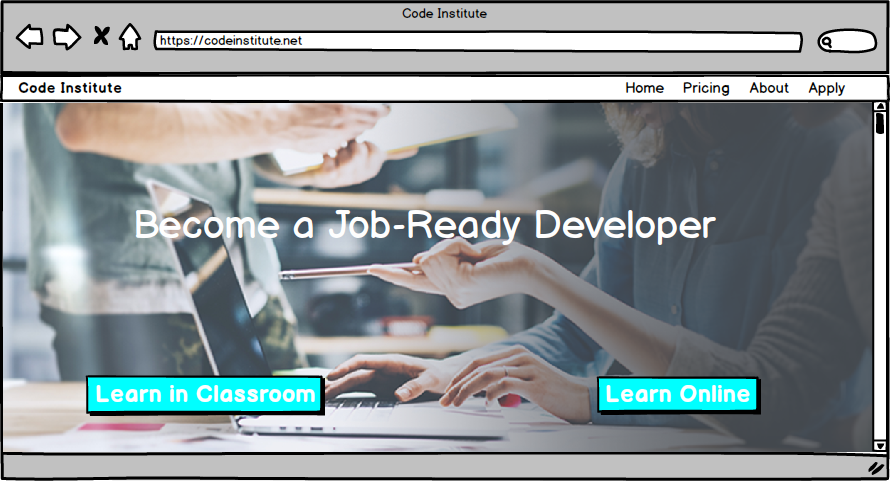 Code Institute
https://codeinstitute.net
Code Institute Home Pricing About Apply
Become a Job-Ready Developer
Learn in Classroom Learn Online